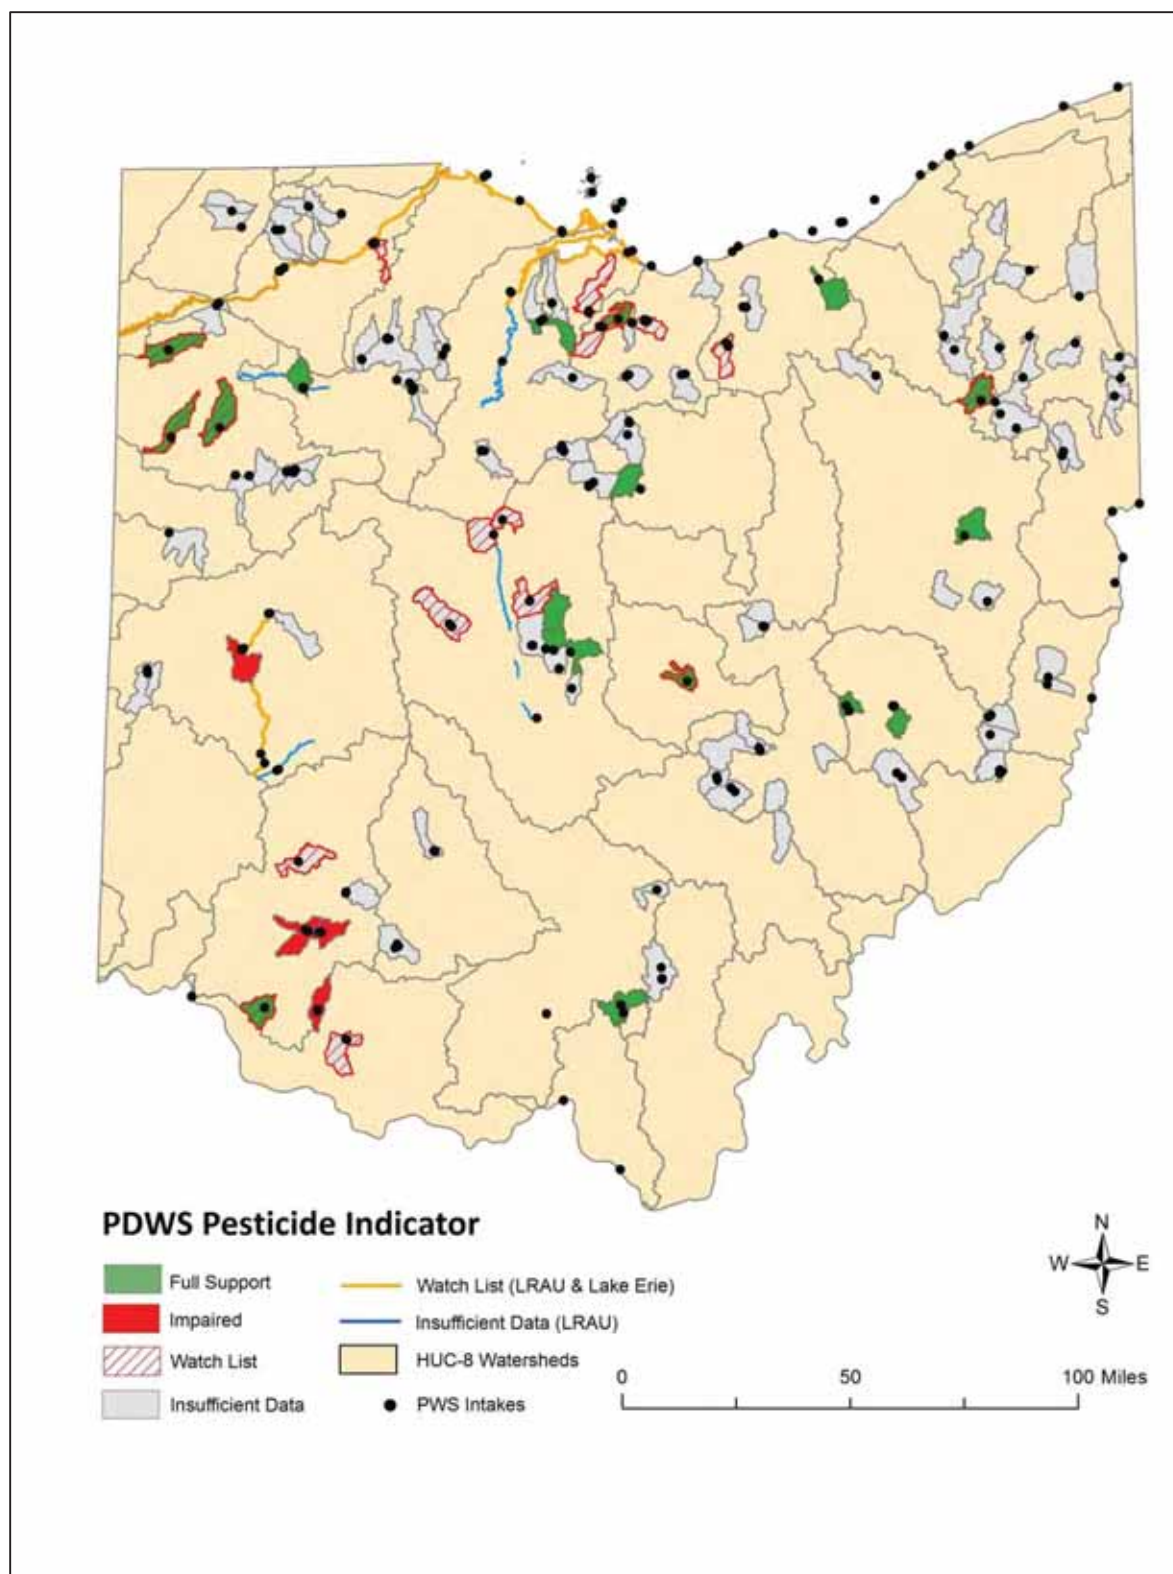 PDWS Pesticide Indicator
Full Support
Impaired
Watch List
Insufficient Data
Watch List (LRAU & Lake Erie)
Insufficient Data (LRAU)
HUC-8 Watersheds
PWS Intakes
N
W E
S
0 50 100 Miles